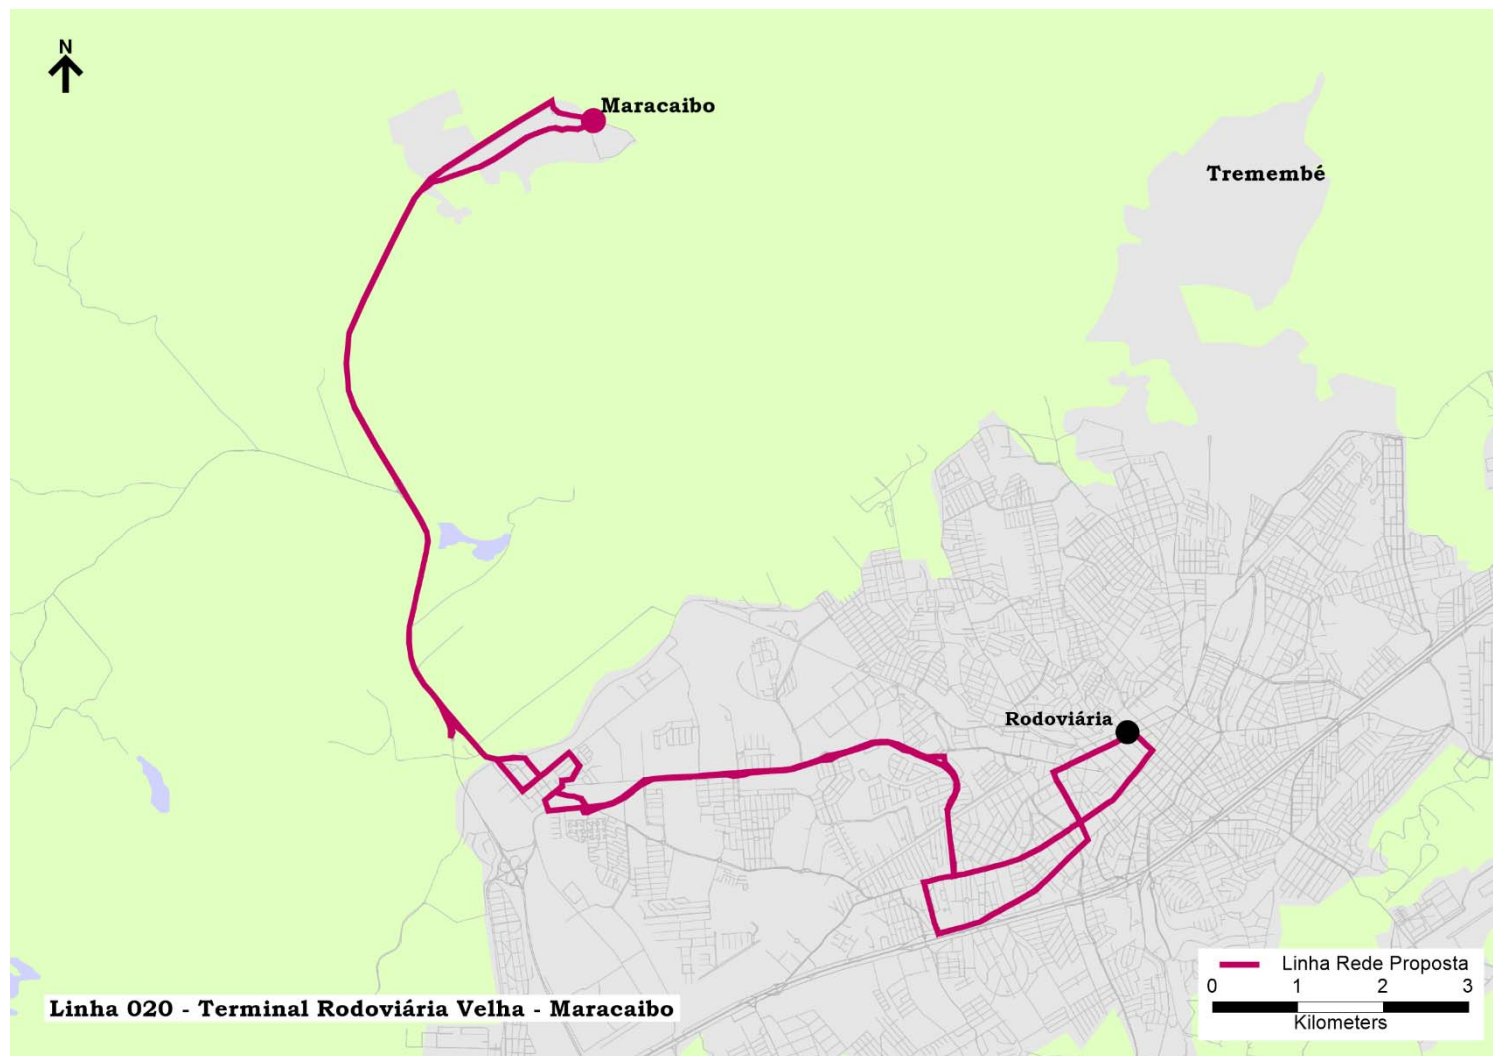 N
Maracaibo
Tremembé
Rodoviária
Linha Rede Proposta
0 1 2 3
Kilometers
Linha 020 - Terminal Rodoviária Velha - Maracaibo